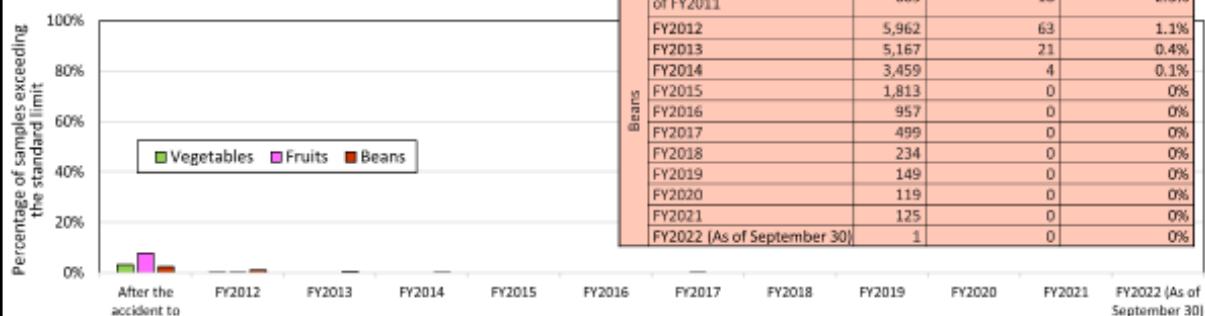 of FY2011
FY2012 5,962 63 1.1%
FY2013 5,167 21 0.4%
FY2014 3,459 4 0.1%
FY2015 1,813 0 0%
FY2016 957 0 0%
FY2017 499 0 0%
FY2018 234 0 0%
FY2019 149 0 0%
FY2020 119 0 0%
FY2021 125 0 0%
FY2022 (As of September 30) 1 0 0%
Beans
Percentage of samples exceeding
the standard limit
100%
80%
60%
40%
20%
0%
Vegetables Fruits Beans
After the FY2012 FY2013 FY2014 FY2015 FY2016 FY2017 FY2018 FY2019 FY2020 FY2021 FY2022 (As of
accident to September 30)